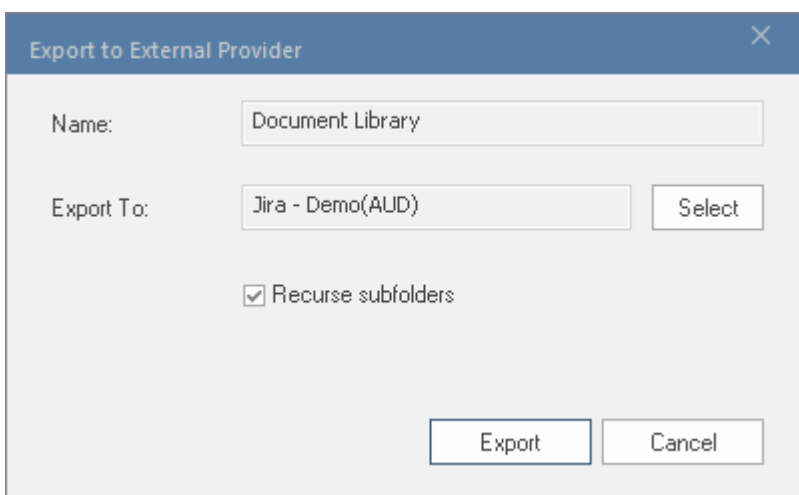 Export to External Provider
Name:
Document Library
Export To:
Jira - Demo(AUD)
Select
Recurse subfolders
Export
Cancel